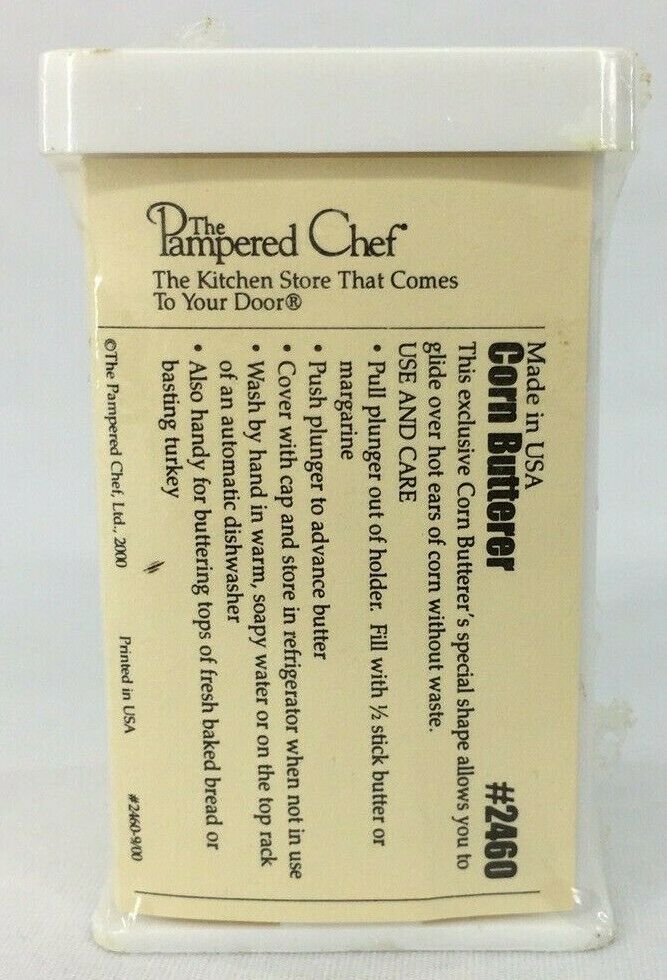 The Pampered Chef
The Kitchen Store That Comes
To Your Door®
Made in USA
Corn Butterer #2460
This exclusive Corn Butterer's special shape allows you to
glide over hot ears of corn without waste.
USE AND CARE
• Pull plunger out of holder. Fill with ½ stick butter or
margarine
• Push plunger to advance butter
• Cover with cap and store in refrigerator when not in use
• Wash by hand in warm, soapy water or on the top rack
of an automatic dishwasher
• Also handy for buttering tops of fresh baked bread or
basting turkey
©The Pampered Chef, Ltd., 2000 Printed in USA #2460-9/00